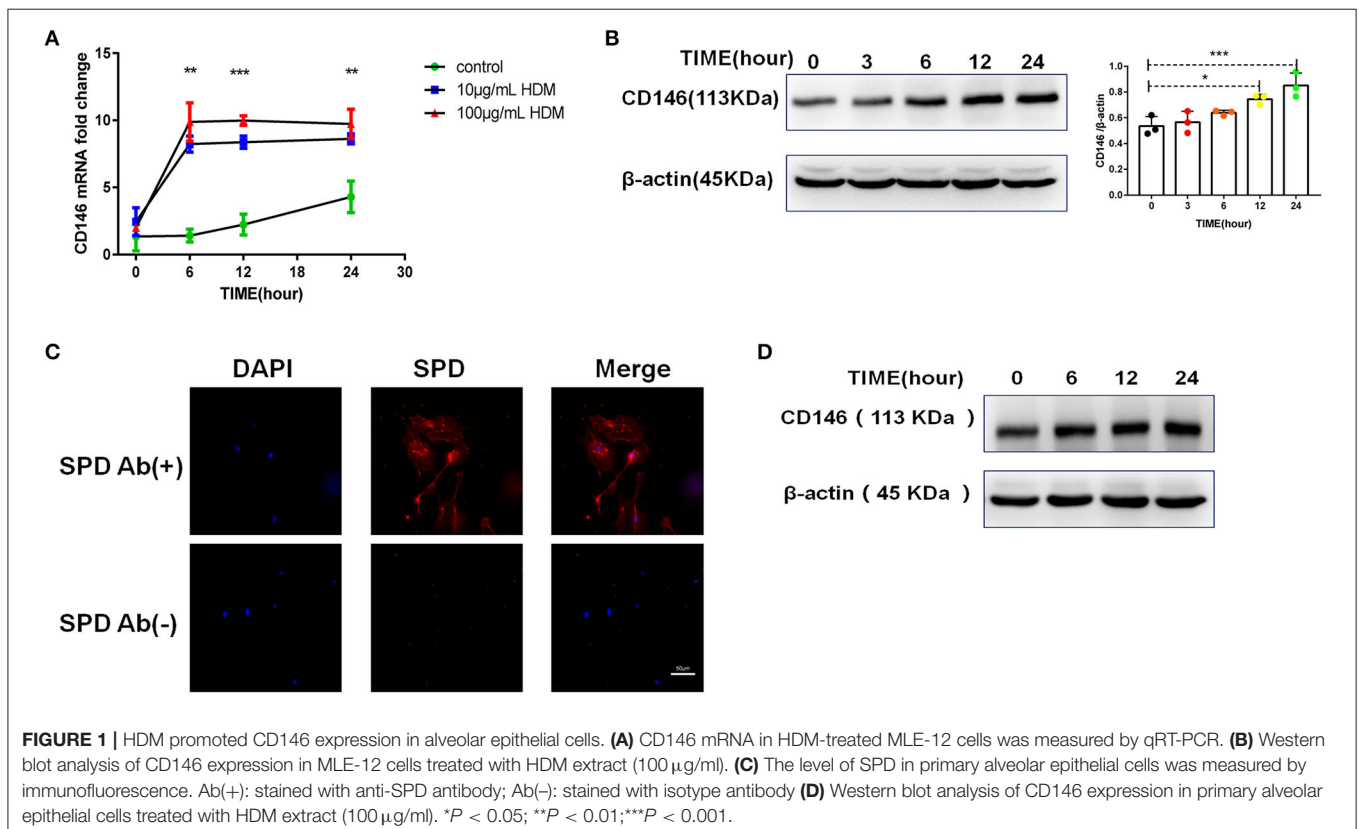 A
CD146 mRNA fold change
15
10
5
0
** *** **
0 6 12 18 24 30
TIME(hour)
control
10μg/mL HDM
100μg/mL HDM
B
TIME(hour) 0 3 6 12 24
CD146(113KDa)
β-actin(45KDa)
CD146 /β-actin
1.0
0.8
0.6
0.4
0.2
0.0
***
*
0 3 6 12 24
TIME(hour)
C
DAPI SPD Merge
SPD Ab(+)
SPD Ab(-)
50μm
D
TIME(hour) 0 6 12 24
CD146 ( 113 KDa )
β-actin ( 45 KDa )
FIGURE 1 | HDM promoted CD146 expression in alveolar epithelial cells. (A) CD146 mRNA in HDM-treated MLE-12 cells was measured by qRT-PCR. (B) Western
blot analysis of CD146 expression in MLE-12 cells treated with HDM extract (100 μg/ml). (C) The level of SPD in primary alveolar epithelial cells was measured by
immunofluorescence. Ab(+): stained with anti-SPD antibody; Ab(–): stained with isotype antibody (D) Western blot analysis of CD146 expression in primary alveolar
epithelial cells treated with HDM extract (100 μg/ml). *P < 0.05; **P < 0.01;***P < 0.001.